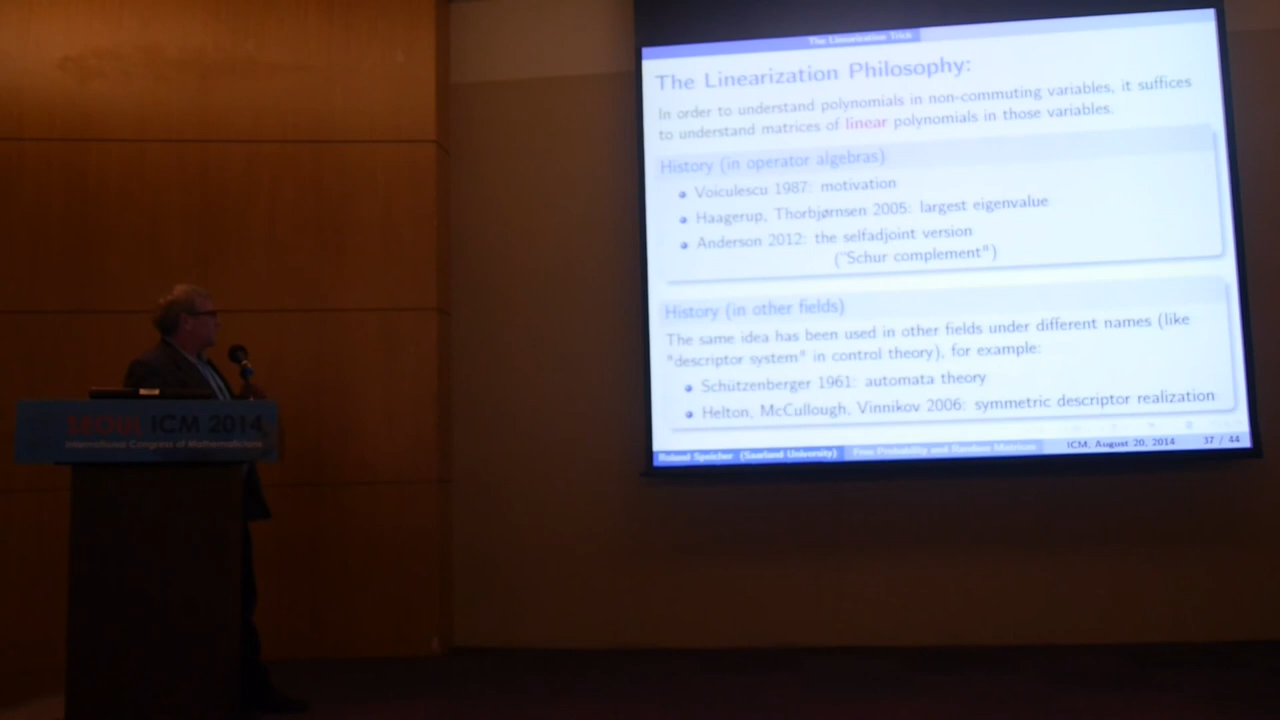 The Linearization Trick
The Linearization Philosophy:
In order to understand polynomials in non-commuting variables, it suffices
to understand matrices of linear polynomials in those variables.
History (in operator algebras)
Voiculescu 1987: motivation
Haagerup, Thorbjørnsen 2005: largest eigenvalue
Anderson 2012: the selfadjoint version
("Schur complement")
History (in other fields)
The same idea has been used in other fields under different names (like
"descriptor system" in control theory), for example:
Schützenberger 1961: automata theory
Helton, McCullough, Vinnikov 2006: symmetric descriptor realization
Roland Speicher (Saarland University) Free Probability and Random Matrices ICM, August 20, 2014 37 / 44
SEOUL ICM 2014
International Congress of Mathematicians